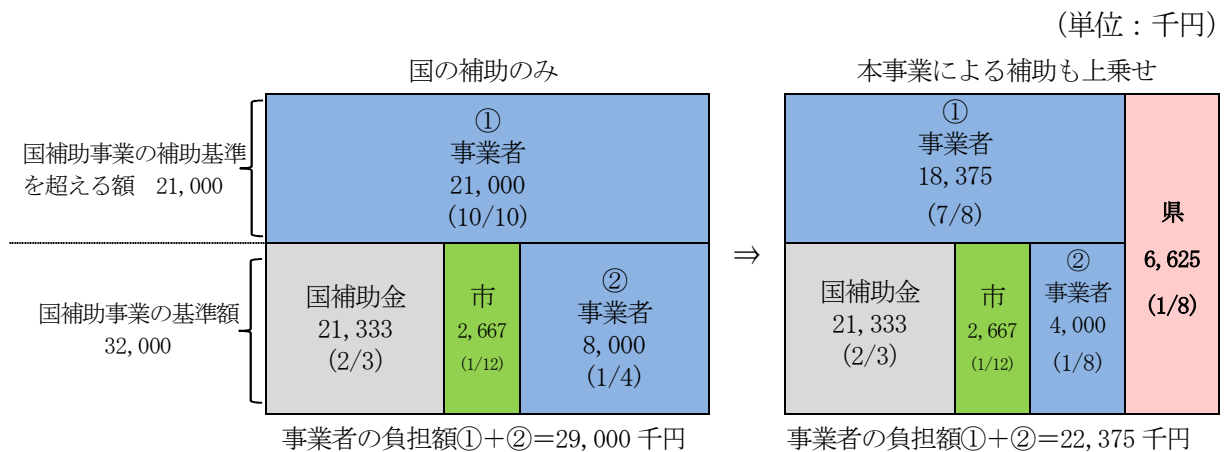 (単位：千円)
国の補助のみ
本事業による補助も上乗せ
国補助事業の補助基準
を超える額 21,000
①
事業者
21,000
(10/10)
国補助事業の基準額
32,000
国補助金
21,333
(2/3)
市
2,667
(1/12)
②
事業者
8,000
(1/4)
事業者の負担額①＋②＝29,000 千円
⇒
①
事業者
18,375
(7/8)
国補助金
21,333
(2/3)
市
2,667
(1/12)
②
事業者
4,000
(1/8)
県
6,625
(1/8)
事業者の負担額①＋②＝22,375 千円